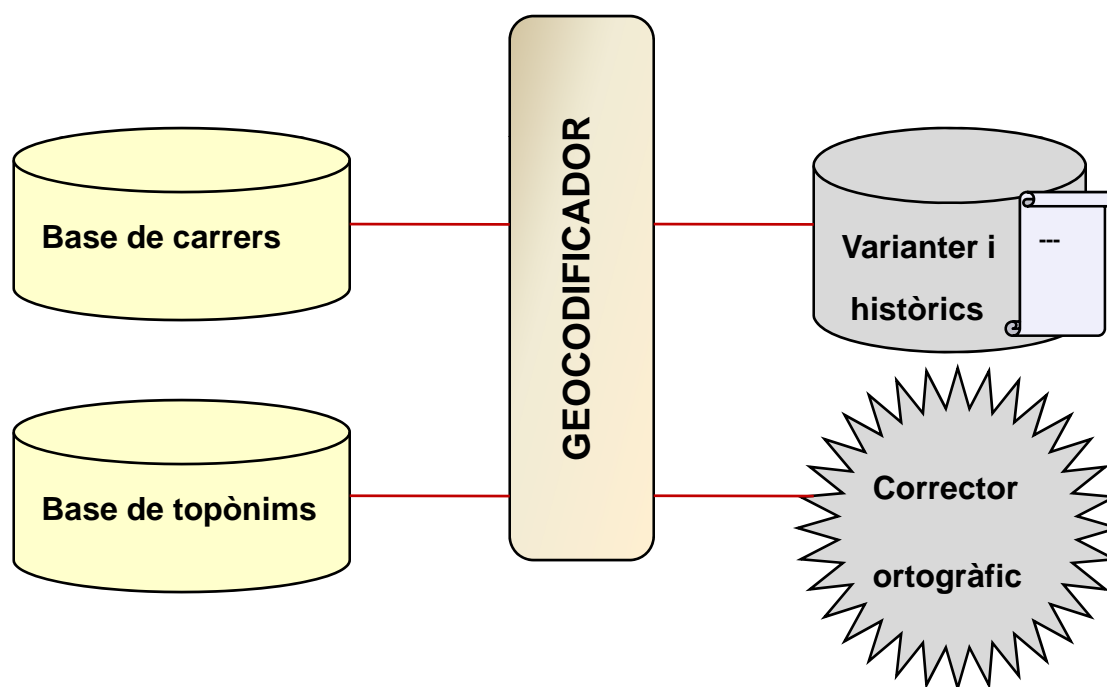 Base de carrers
Base de topònims
GEOCODIFICADOR
Varianter i
històrics
---
Corrector
ortogràfic